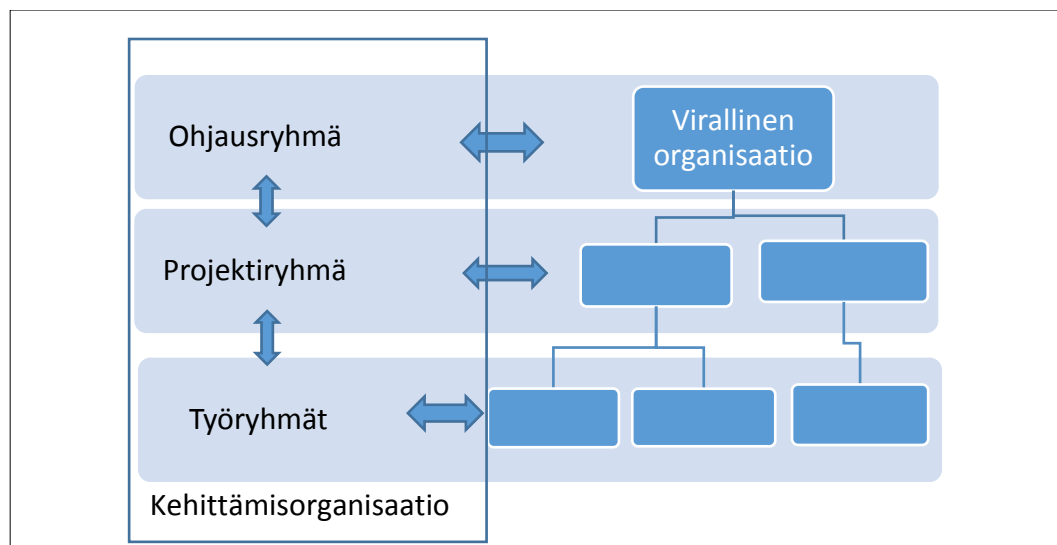 Ohjausryhmä
Virallinen
organisaatio
Projektiryhmä
Työryhmät
Kehittämisorganisaatio